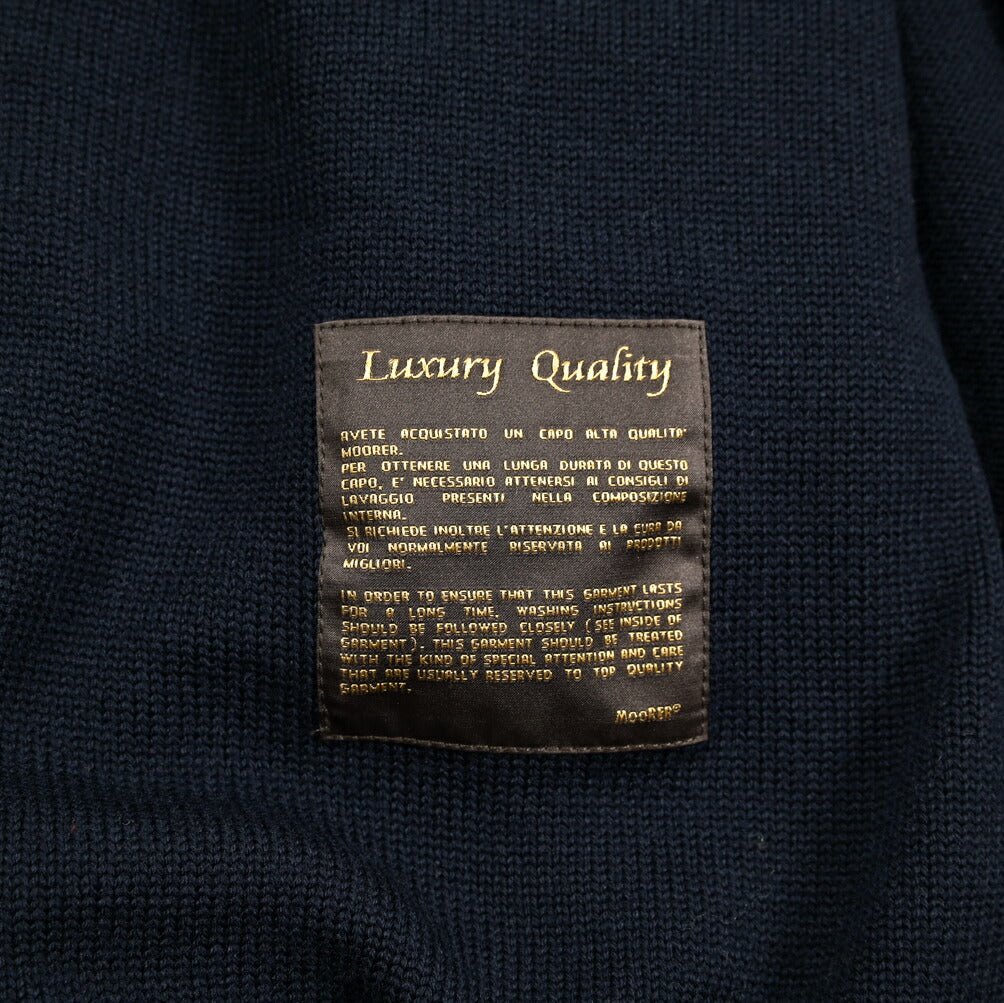 Luxury Quality
AVETE ACQUISTATO UN CAPO ALTA QUALITA'
MOORER.
PER OTTENERE UNA LUNGA DURATA DI QUESTO
CAPO, E' NECESSARIO ATTENERSI AI CONSIGLI DI
LAVAGGIO PRESENTI NELLA COMPOSIZIONE
INTERNA.
SI RICHIEDE INOLTRE L'ATTENZIONE E LA CURA DA
VOI NORMALMENTE RISERVATA AI PRODOTTI
MIGLIORI.
IN ORDER TO ENSURE THAT THIS GARMENT LASTS
FOR A LONG TIME, WASHING INSTRUCTIONS
SHOULD BE FOLLOWED CLOSELY (SEE INSIDE OF
GARMENT). THIS GARMENT SHOULD BE TREATED
WITH THE KIND OF SPECIAL ATTENTION AND CARE
THAT ARE USUALLY RESERVED TO TOP QUALITY
GARMENT.
MOORER®